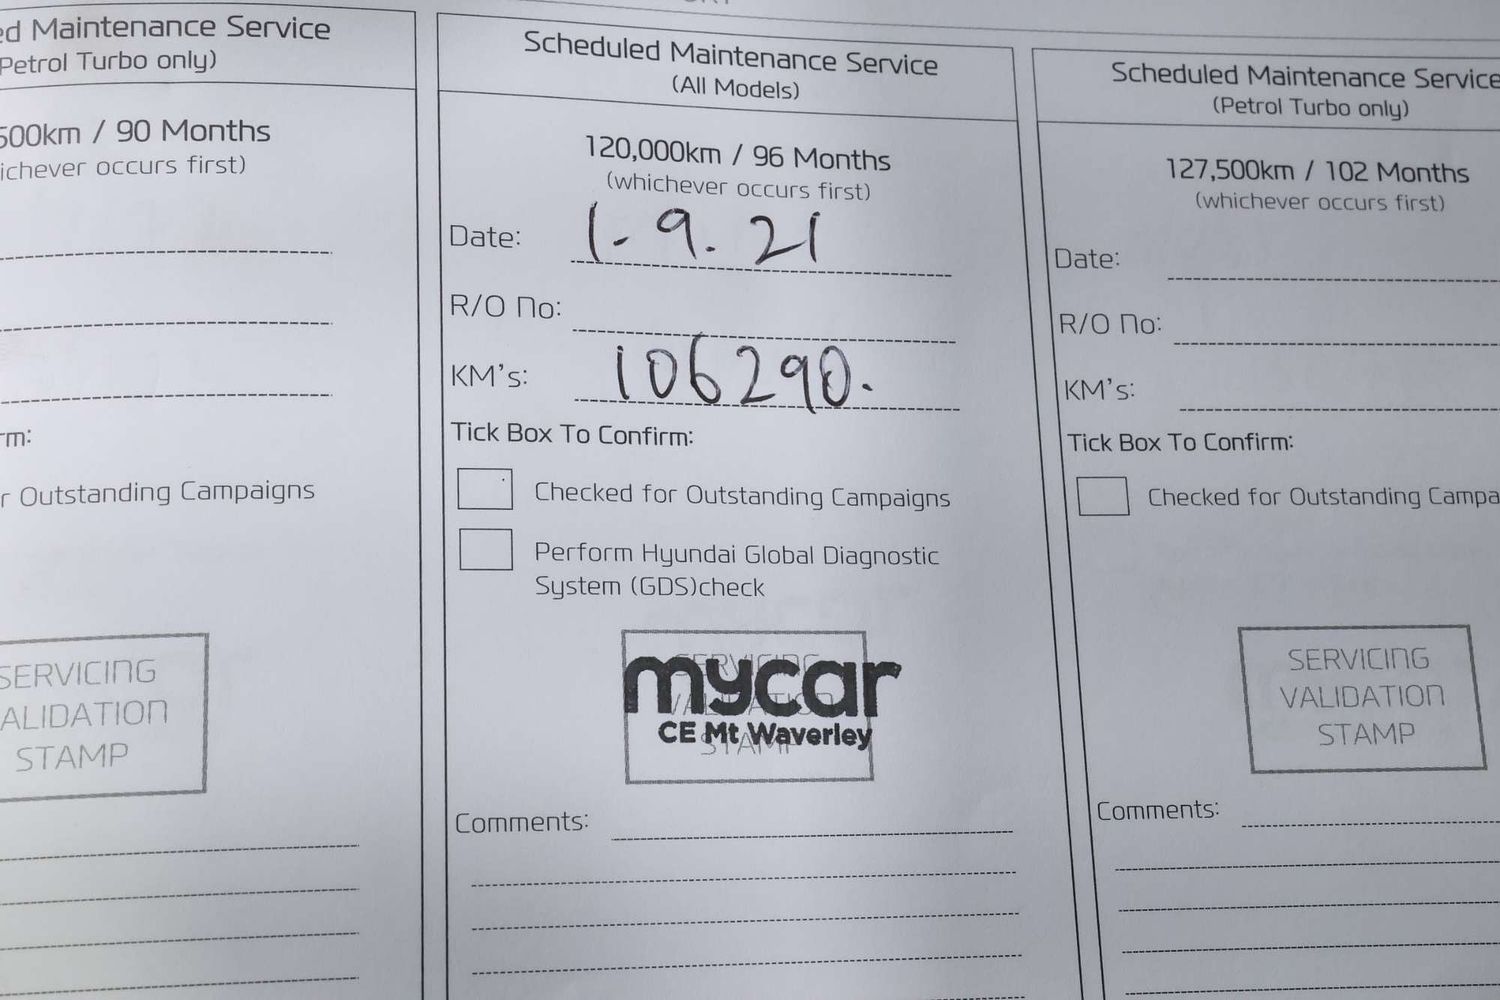 ed Maintenance Service
Petrol Turbo only)
500km / 90 Months
ichever occurs first)
rm:
r Outstanding Campaigns
SERVICING
ALIDATION
STAMP
Scheduled Maintenance Service
(All Models)
120,000km / 96 Months
(whichever occurs first)
Date: 1.9.21
R/O No:
KM's: 106290.
Tick Box To Confirm:
Checked for Outstanding Campaigns
Perform Hyundai Global Diagnostic
System (GDS)check
SERVICING
VALIDATION
STAMP
mycar
CE Mt Waverley
Comments:
Scheduled Maintenance Service
(Petrol Turbo only)
127,500km / 102 Months
(whichever occurs first)
Date:
R/O No:
KM's:
Tick Box To Confirm:
Checked for Outstanding Campa
SERVICING
VALIDATION
STAMP
Comments: